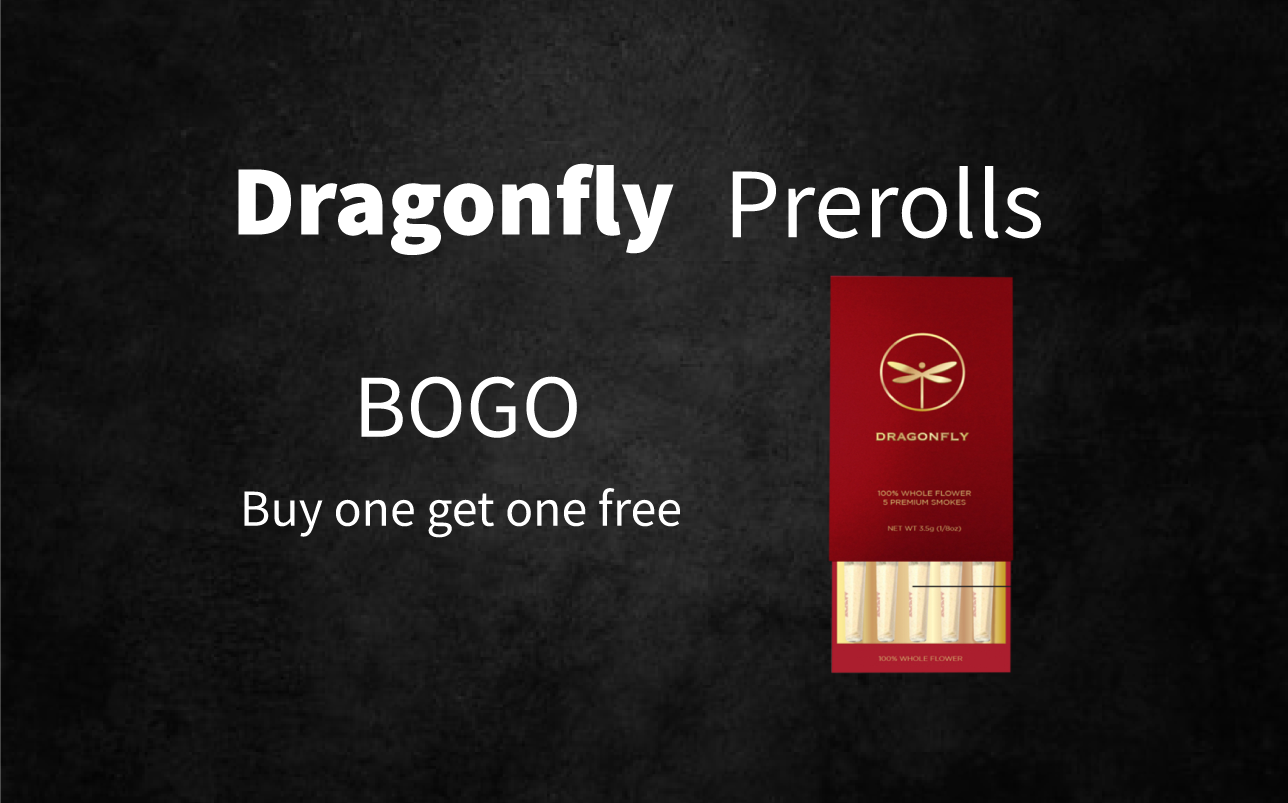 Dragonfly Prerolls
BOGO
Buy one get one free
DRAGONFLY
100% WHOLE FLOWER
5 PREMIUM SMOKES
NET WT 3.5g (1/8oz)
100% WHOLE FLOWER